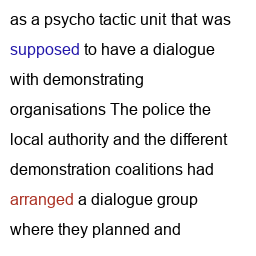 as a psycho tactic unit that was
supposed to have a dialogue
with demonstrating
organisations The police the
local authority and the different
demonstration coalitions had
arranged a dialogue group
where they planned and